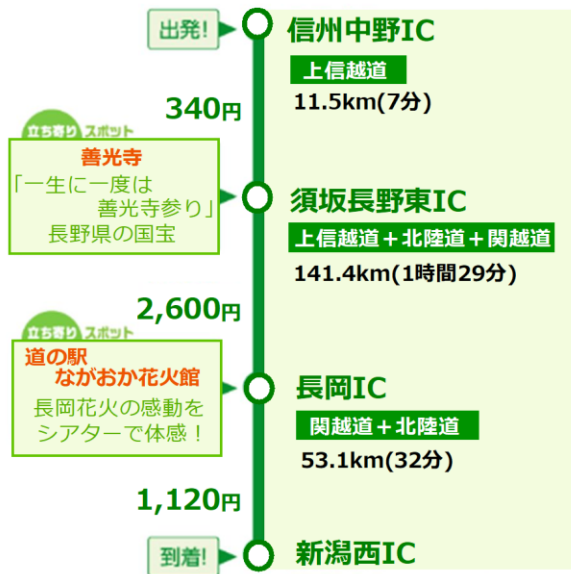 出発!
信州中野IC
上信越道
11.5km(7分)
340円
立ち寄りスポット
善光寺
「一生に一度は
善光寺参り」
長野県の国宝
須坂長野東IC
上信越道＋北陸道＋関越道
141.4km(1時間29分)
2,600円
立ち寄りスポット
道の駅
ながおか花火館
長岡花火の感動を
シアターで体感！
長岡IC
関越道＋北陸道
53.1km(32分)
1,120円
到着!
新潟西IC